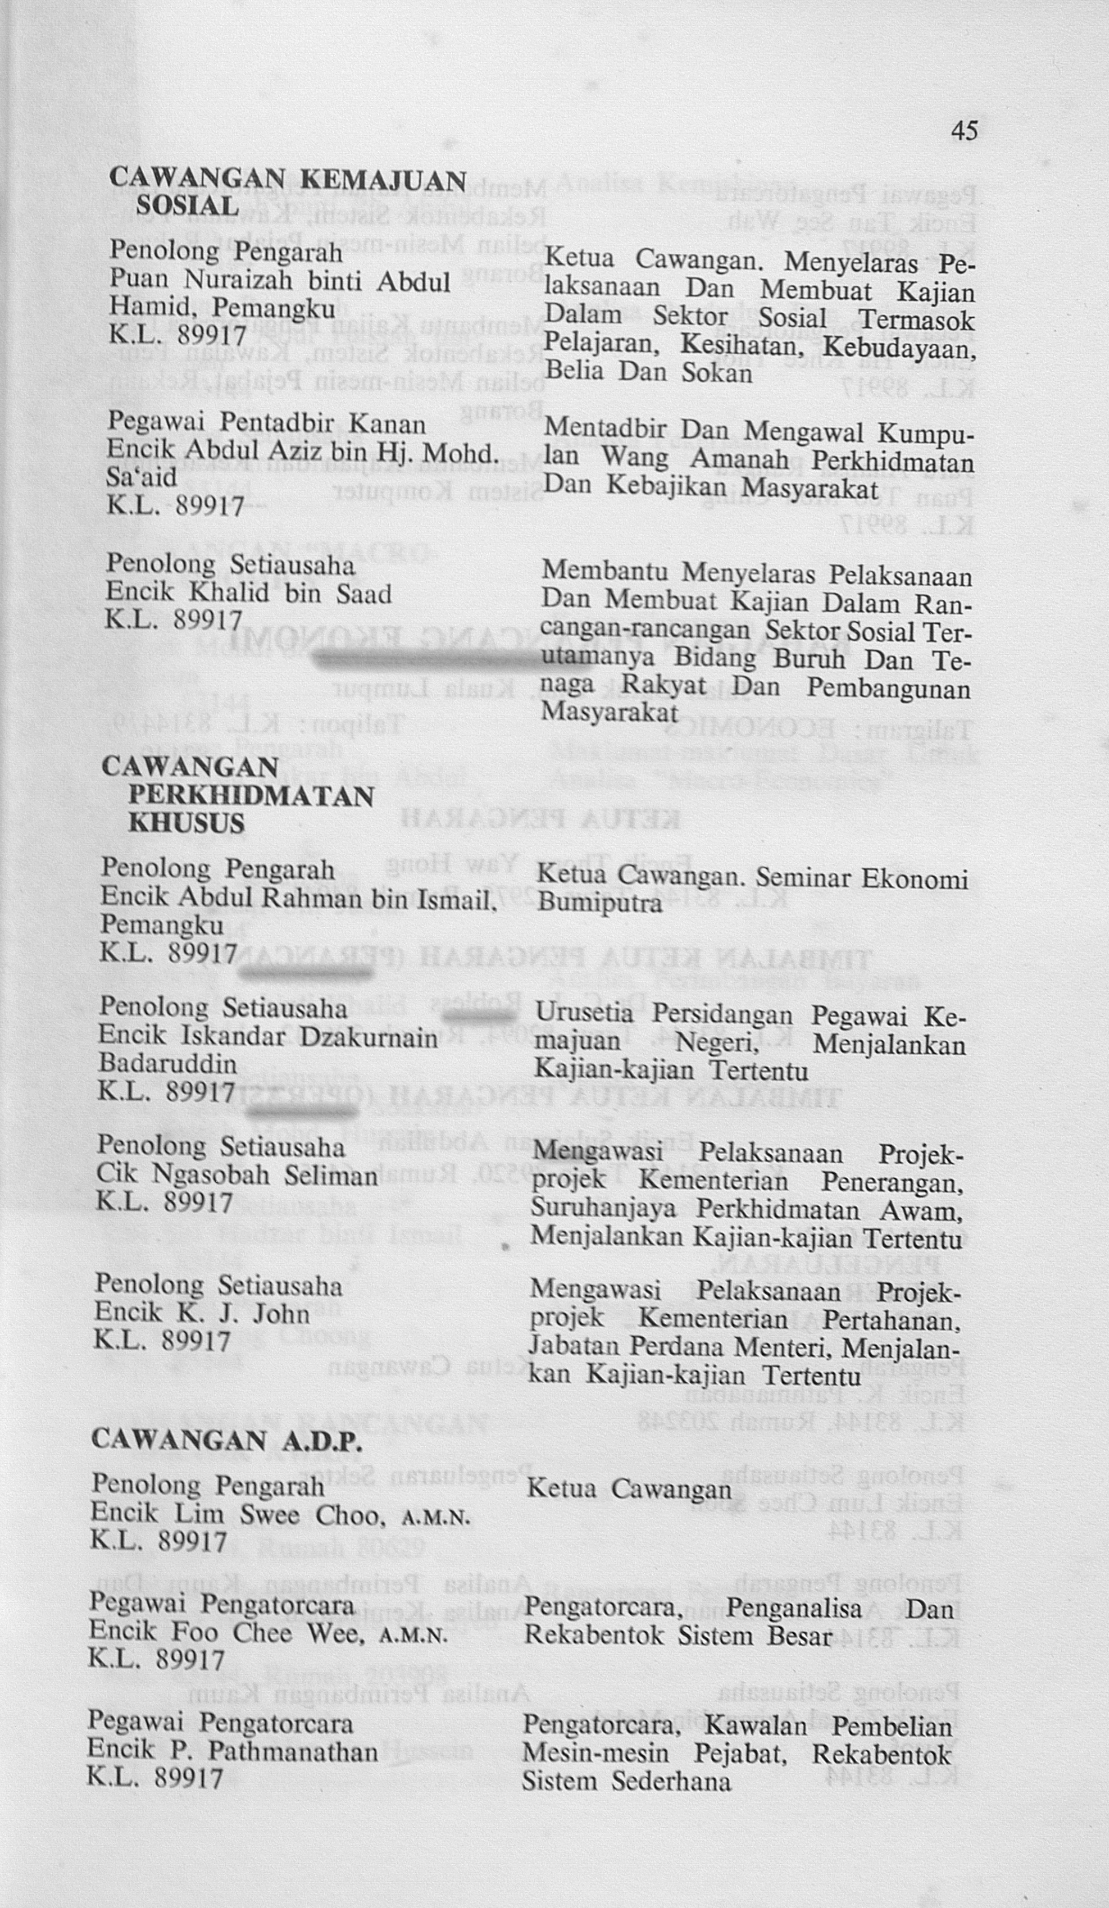 45
CAWANGAN KEMAJUAN
SOSIAL
Penolong Pengarah
Puan Nuraizah binti Abdul
Hamid, Pemangku
K.L. 89917
Ketua Cawangan. Menyelaras Pe-
laksanaan Dan Membuat Kajian
Dalam Sektor Sosial Termasok
Pelajaran, Kesihatan, Kebudayaan,
Belia Dan Sokan
Pegawai Pentadbir Kanan
Encik Abdul Aziz bin Hj. Mohd.
Sa‘aid
K.L. 89917
Mentadbir Dan Mengawal Kumpu-
lan Wang Amanah Perkhidmatan
Dan Kebajikan Masyarakat
Penolong Setiausaha
Encik Khalid bin Saad
K.L. 89917
Membantu Menyelaras Pelaksanaan
Dan Membuat Kajian Dalam Ran-
cangan-rancangan Sektor Sosial Ter-
utamanya Bidang Buruh Dan Te-
naga Rakyat Dan Pembangunan
Masyarakat
CAWANGAN
PERKHIDMATAN
KHUSUS
Penolong Pengarah
Encik Abdul Rahman bin Ismail,
Pemangku
K.L. 89917
Ketua Cawangan. Seminar Ekonomi
Bumiputra
Penolong Setiausaha
Encik Iskandar Dzakurnain
Badaruddin
K.L. 89917
Urusetia Persidangan Pegawai Ke-
majuan Negeri, Menjalankan
Kajian-kajian Tertentu
Penolong Setiausaha
Cik Ngasobah Seliman
K.L. 89917
Mengawasi Pelaksanaan Projek-
projek Kementerian Penerangan,
Suruhanjaya Perkhidmatan Awam,
Menjalankan Kajian-kajian Tertentu
Penolong Setiausaha
Encik K. J. John
K.L. 89917
Mengawasi Pelaksanaan Projek-
projek Kementerian Pertahanan,
Jabatan Perdana Menteri, Menjalan-
kan Kajian-kajian Tertentu
CAWANGAN A.D.P.
Penolong Pengarah
Encik Lim Swee Choo, A.M.N.
K.L. 89917
Ketua Cawangan
Pegawai Pengatorcara
Encik Foo Chee Wee, A.M.N.
K.L. 89917
Pengatorcara, Penganalisa Dan
Rekabentok Sistem Besar
Pegawai Pengatorcara
Encik P. Pathmanathan
K.L. 89917
Pengatorcara, Kawalan Pembelian
Mesin-mesin Pejabat, Rekabentok
Sistem Sederhana